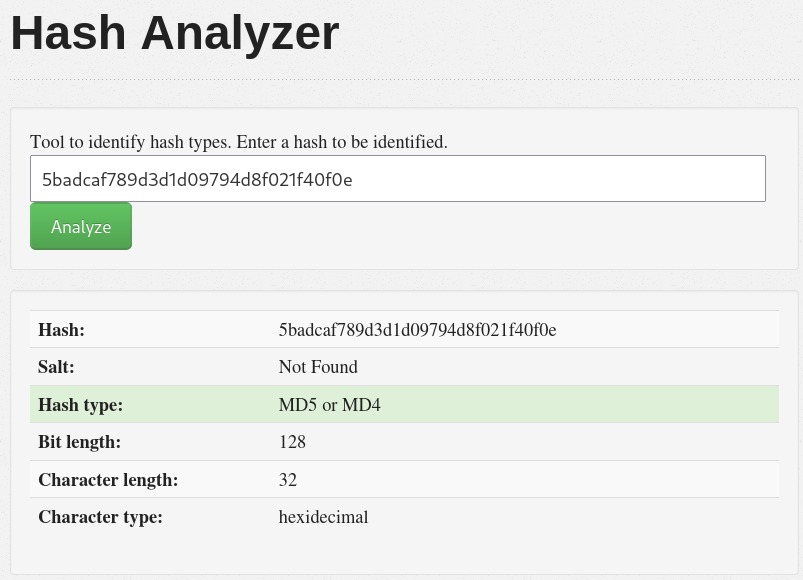 Hash Analyzer
Tool to identify hash types. Enter a hash to be identified.
5badcaf789d3d1d09794d8f021f40f0e
Analyze
Hash: 5badcaf789d3d1d09794d8f021f40f0e
Salt: Not Found
Hash type: MD5 or MD4
Bit length: 128
Character length: 32
Character type: hexidecimal